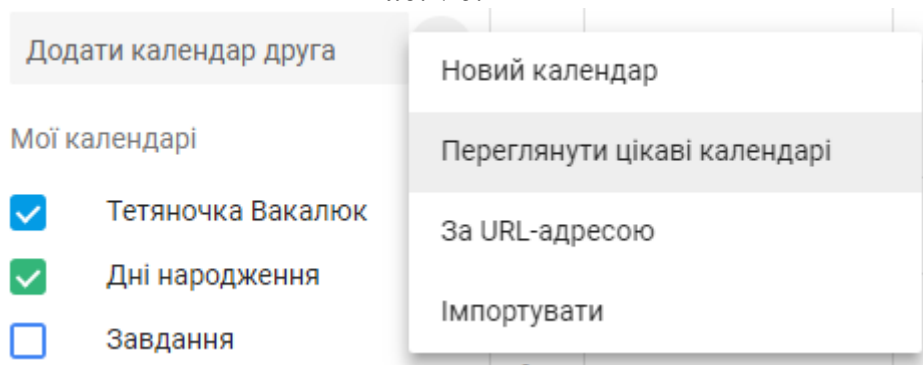 Додати календар друга
Мої календарі
Тетяночка Вакалюк
Дні народження
Завдання
Новий календар
Переглянути цікаві календарі
За URL-адресою
Імпортувати